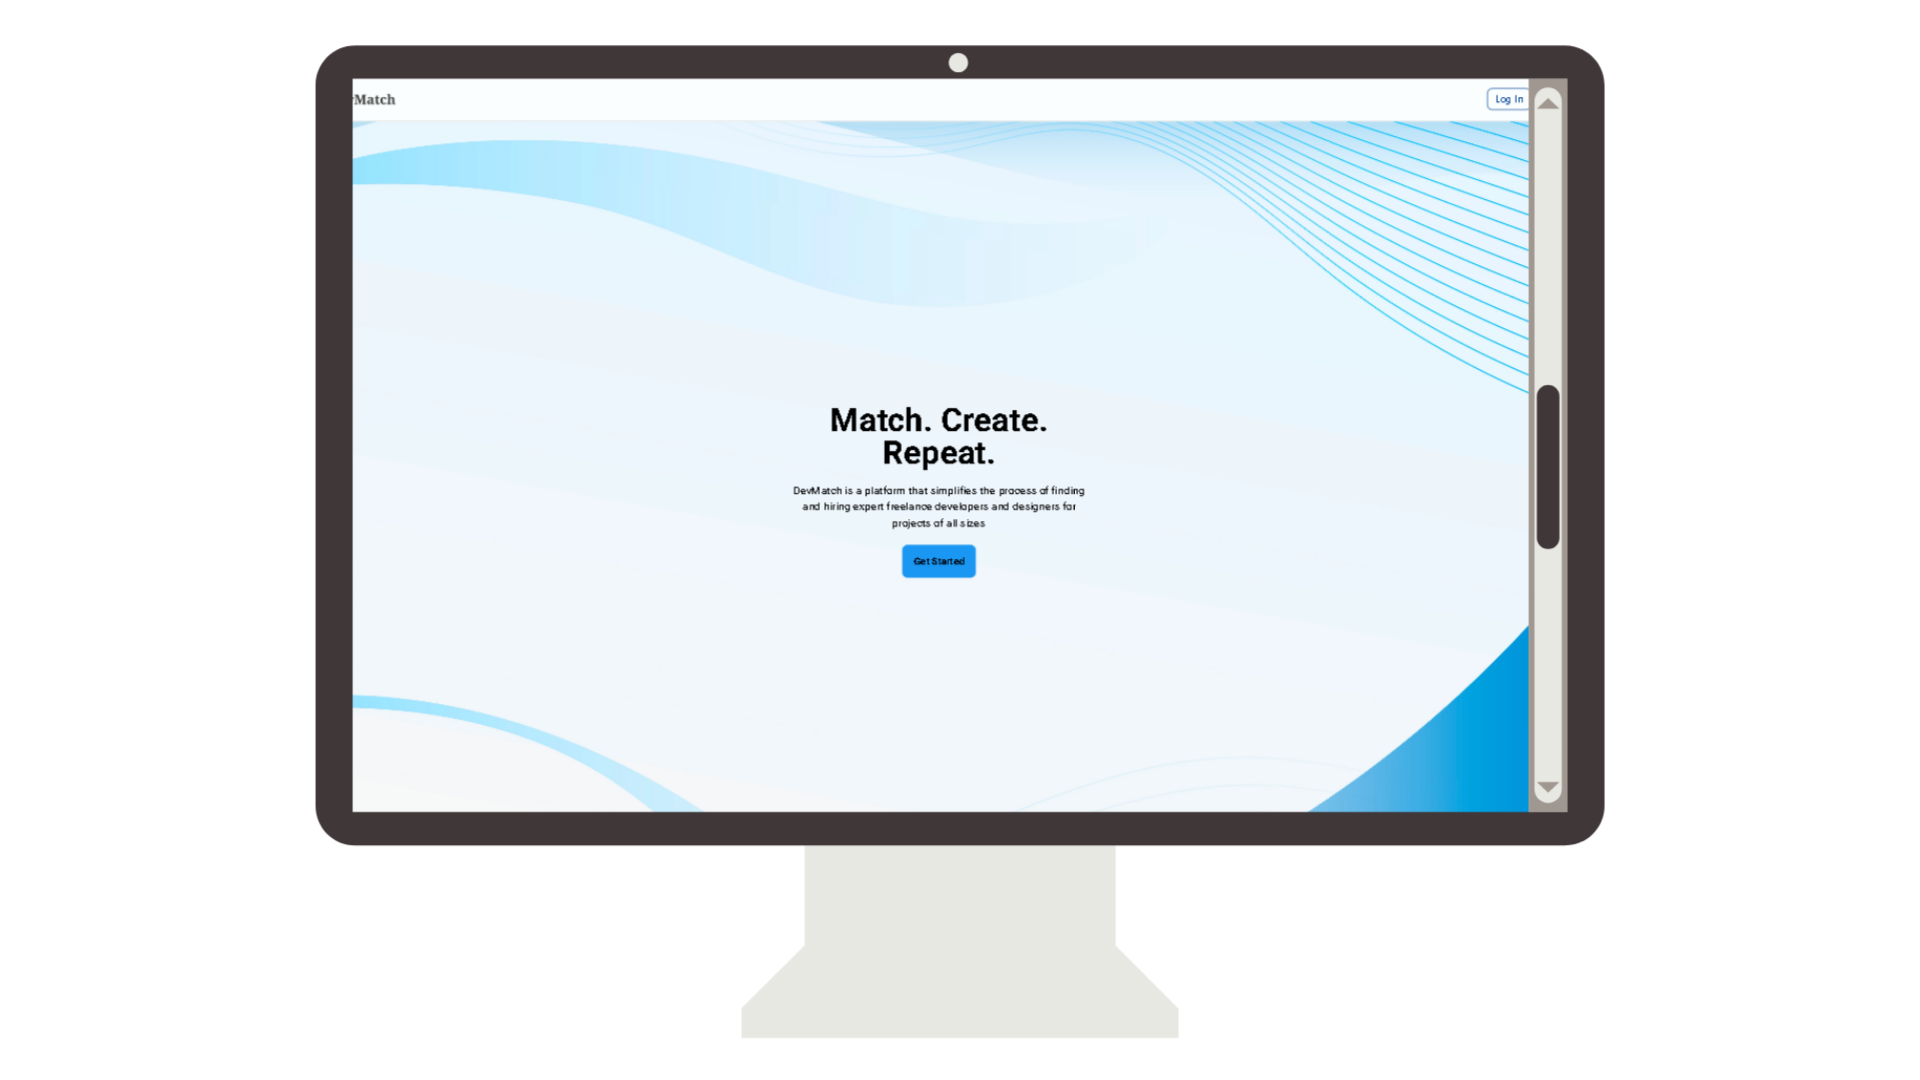 Match
Log In
Match. Create.
Repeat.
DevMatch is a platform that simplifies the process of finding
and hiring expert freelance developers and designers for
projects of all sizes
Get Started